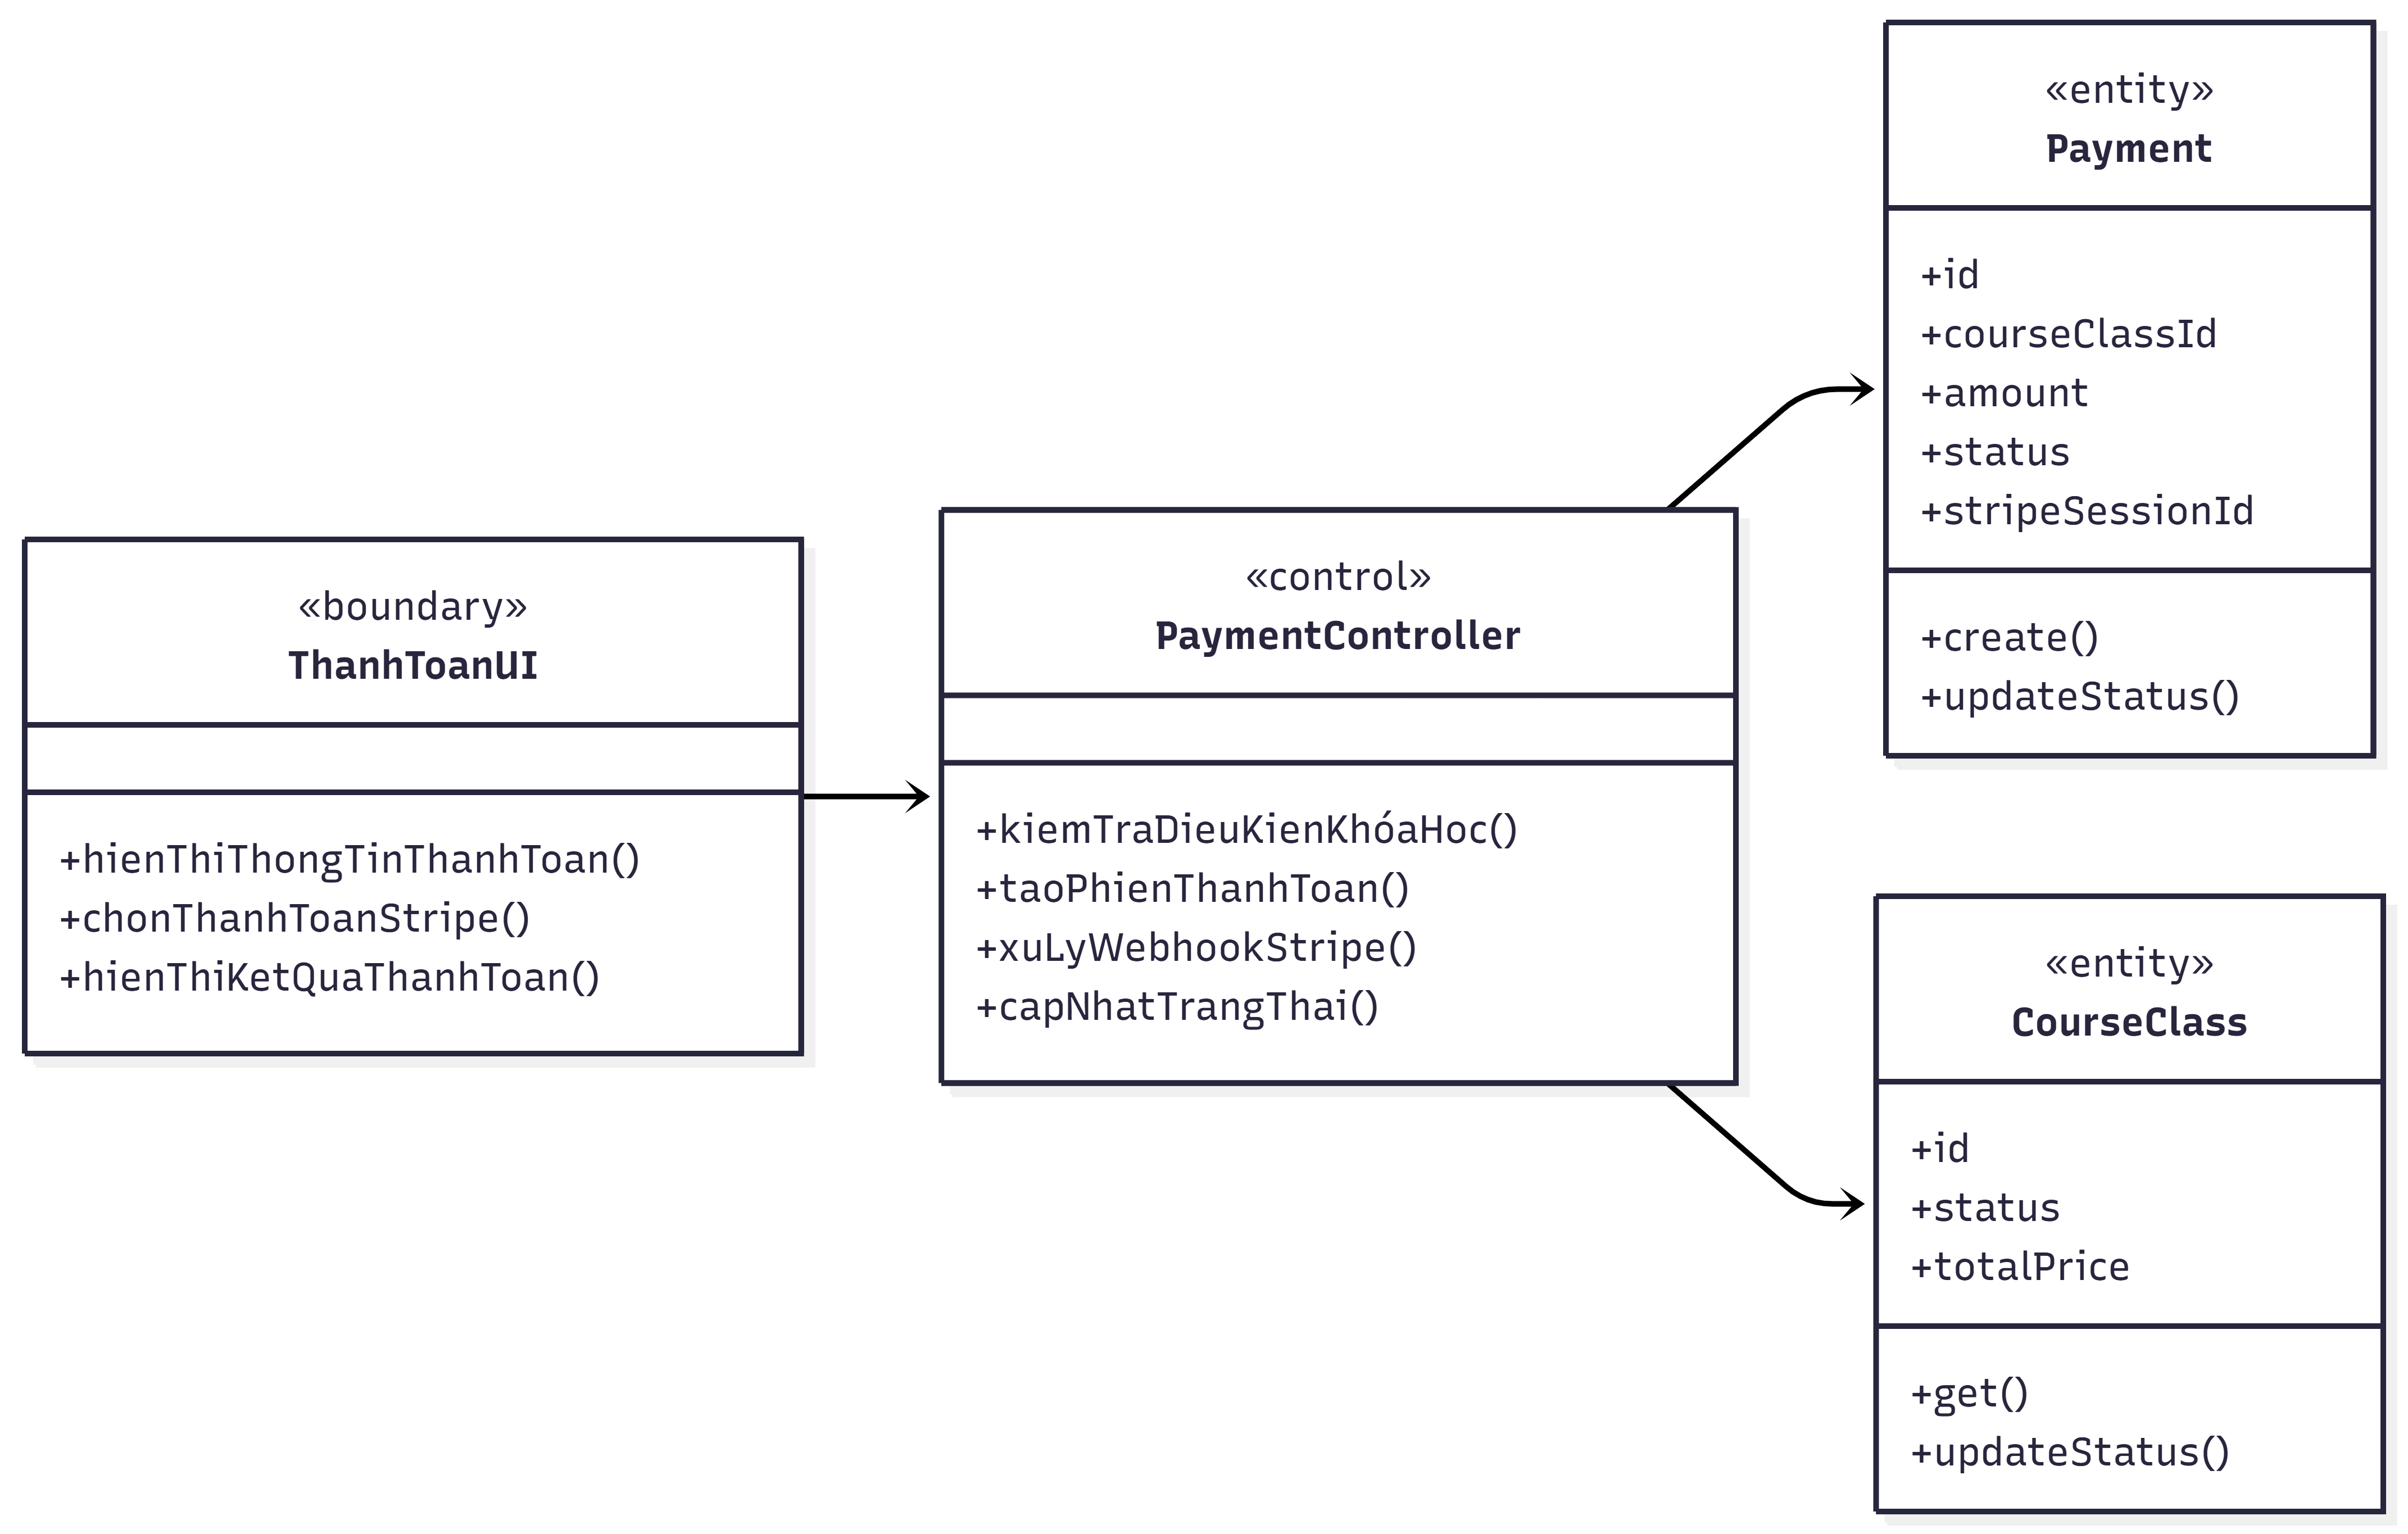 «boundary»
ThanhToanUI
+hienThiThongTinThanhToan()
+chonThanhToanStripe()
+hienThiKetQuaThanhToan()
«control»
PaymentController
+kiemTraDieuKienKhóaHoc()
+taoPhienThanhToan()
+xuLyWebhookStripe()
+capNhatTrangThai()
«entity»
Payment
+id
+courseClassId
+amount
+status
+stripeSessionId
+create()
+updateStatus()
«entity»
CourseClass
+id
+status
+totalPrice
+get()
+updateStatus()